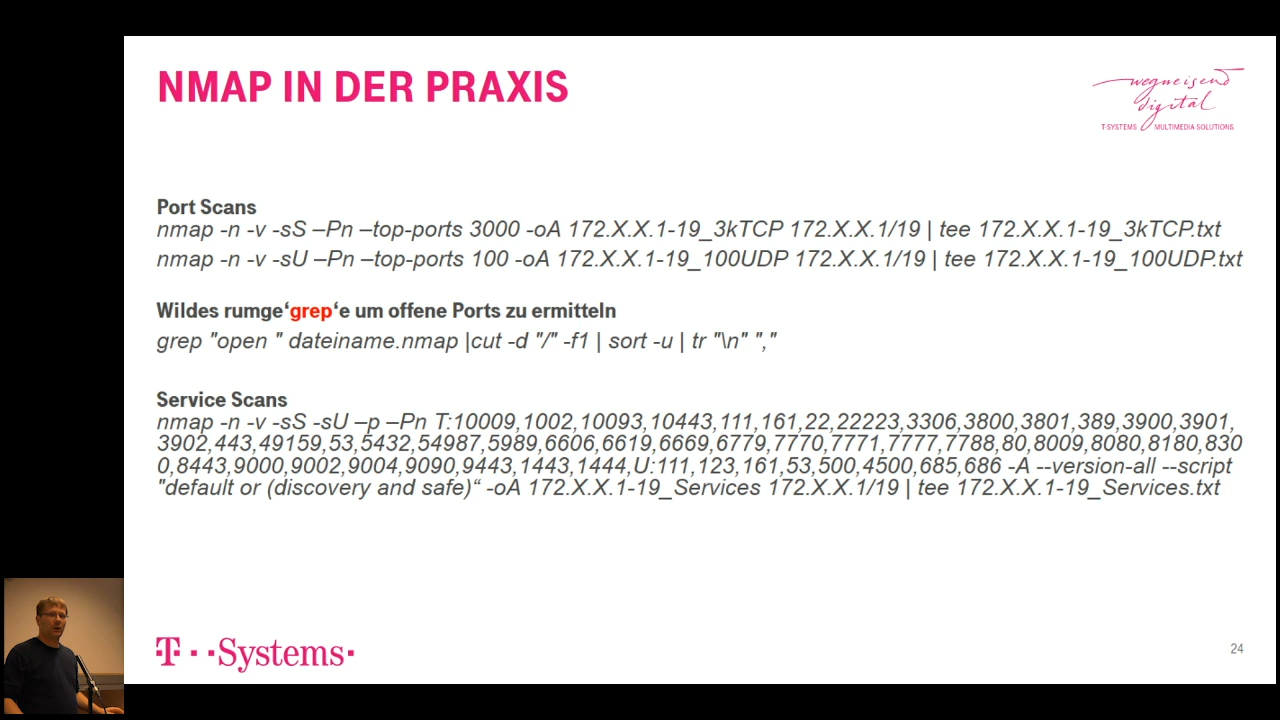 NMAP IN DER PRAXIS
wegweisend
digital
T-SYSTEMS MULTIMEDIA SOLUTIONS
Port Scans
nmap -n -v -sS –Pn –top-ports 3000 -oA 172.X.X.1-19_3kTCP 172.X.X.1/19 | tee 172.X.X.1-19_3kTCP.txt
nmap -n -v -sU –Pn –top-ports 100 -oA 172.X.X.1-19_100UDP 172.X.X.1/19 | tee 172.X.X.1-19_100UDP.txt
Wildes rumge‘grep‘e um offene Ports zu ermitteln
grep "open " dateiname.nmap |cut -d "/" -f1 | sort -u | tr "\n" ","
Service Scans
nmap -n -v -sS -sU –p –Pn T:10009,1002,10093,10443,111,161,22,22223,3306,3800,3801,389,3900,3901,
3902,443,49159,53,5432,54987,5989,6606,6619,6669,6779,7770,7771,7777,7788,80,8009,8080,8180,830
0,8443,9000,9002,9004,9090,9443,1443,1444,U:111,123,161,53,500,4500,685,686 -A --version-all --script
"default or (discovery and safe)“ -oA 172.X.X.1-19_Services 172.X.X.1/19 | tee 172.X.X.1-19_Services.txt
T··Systems·
24